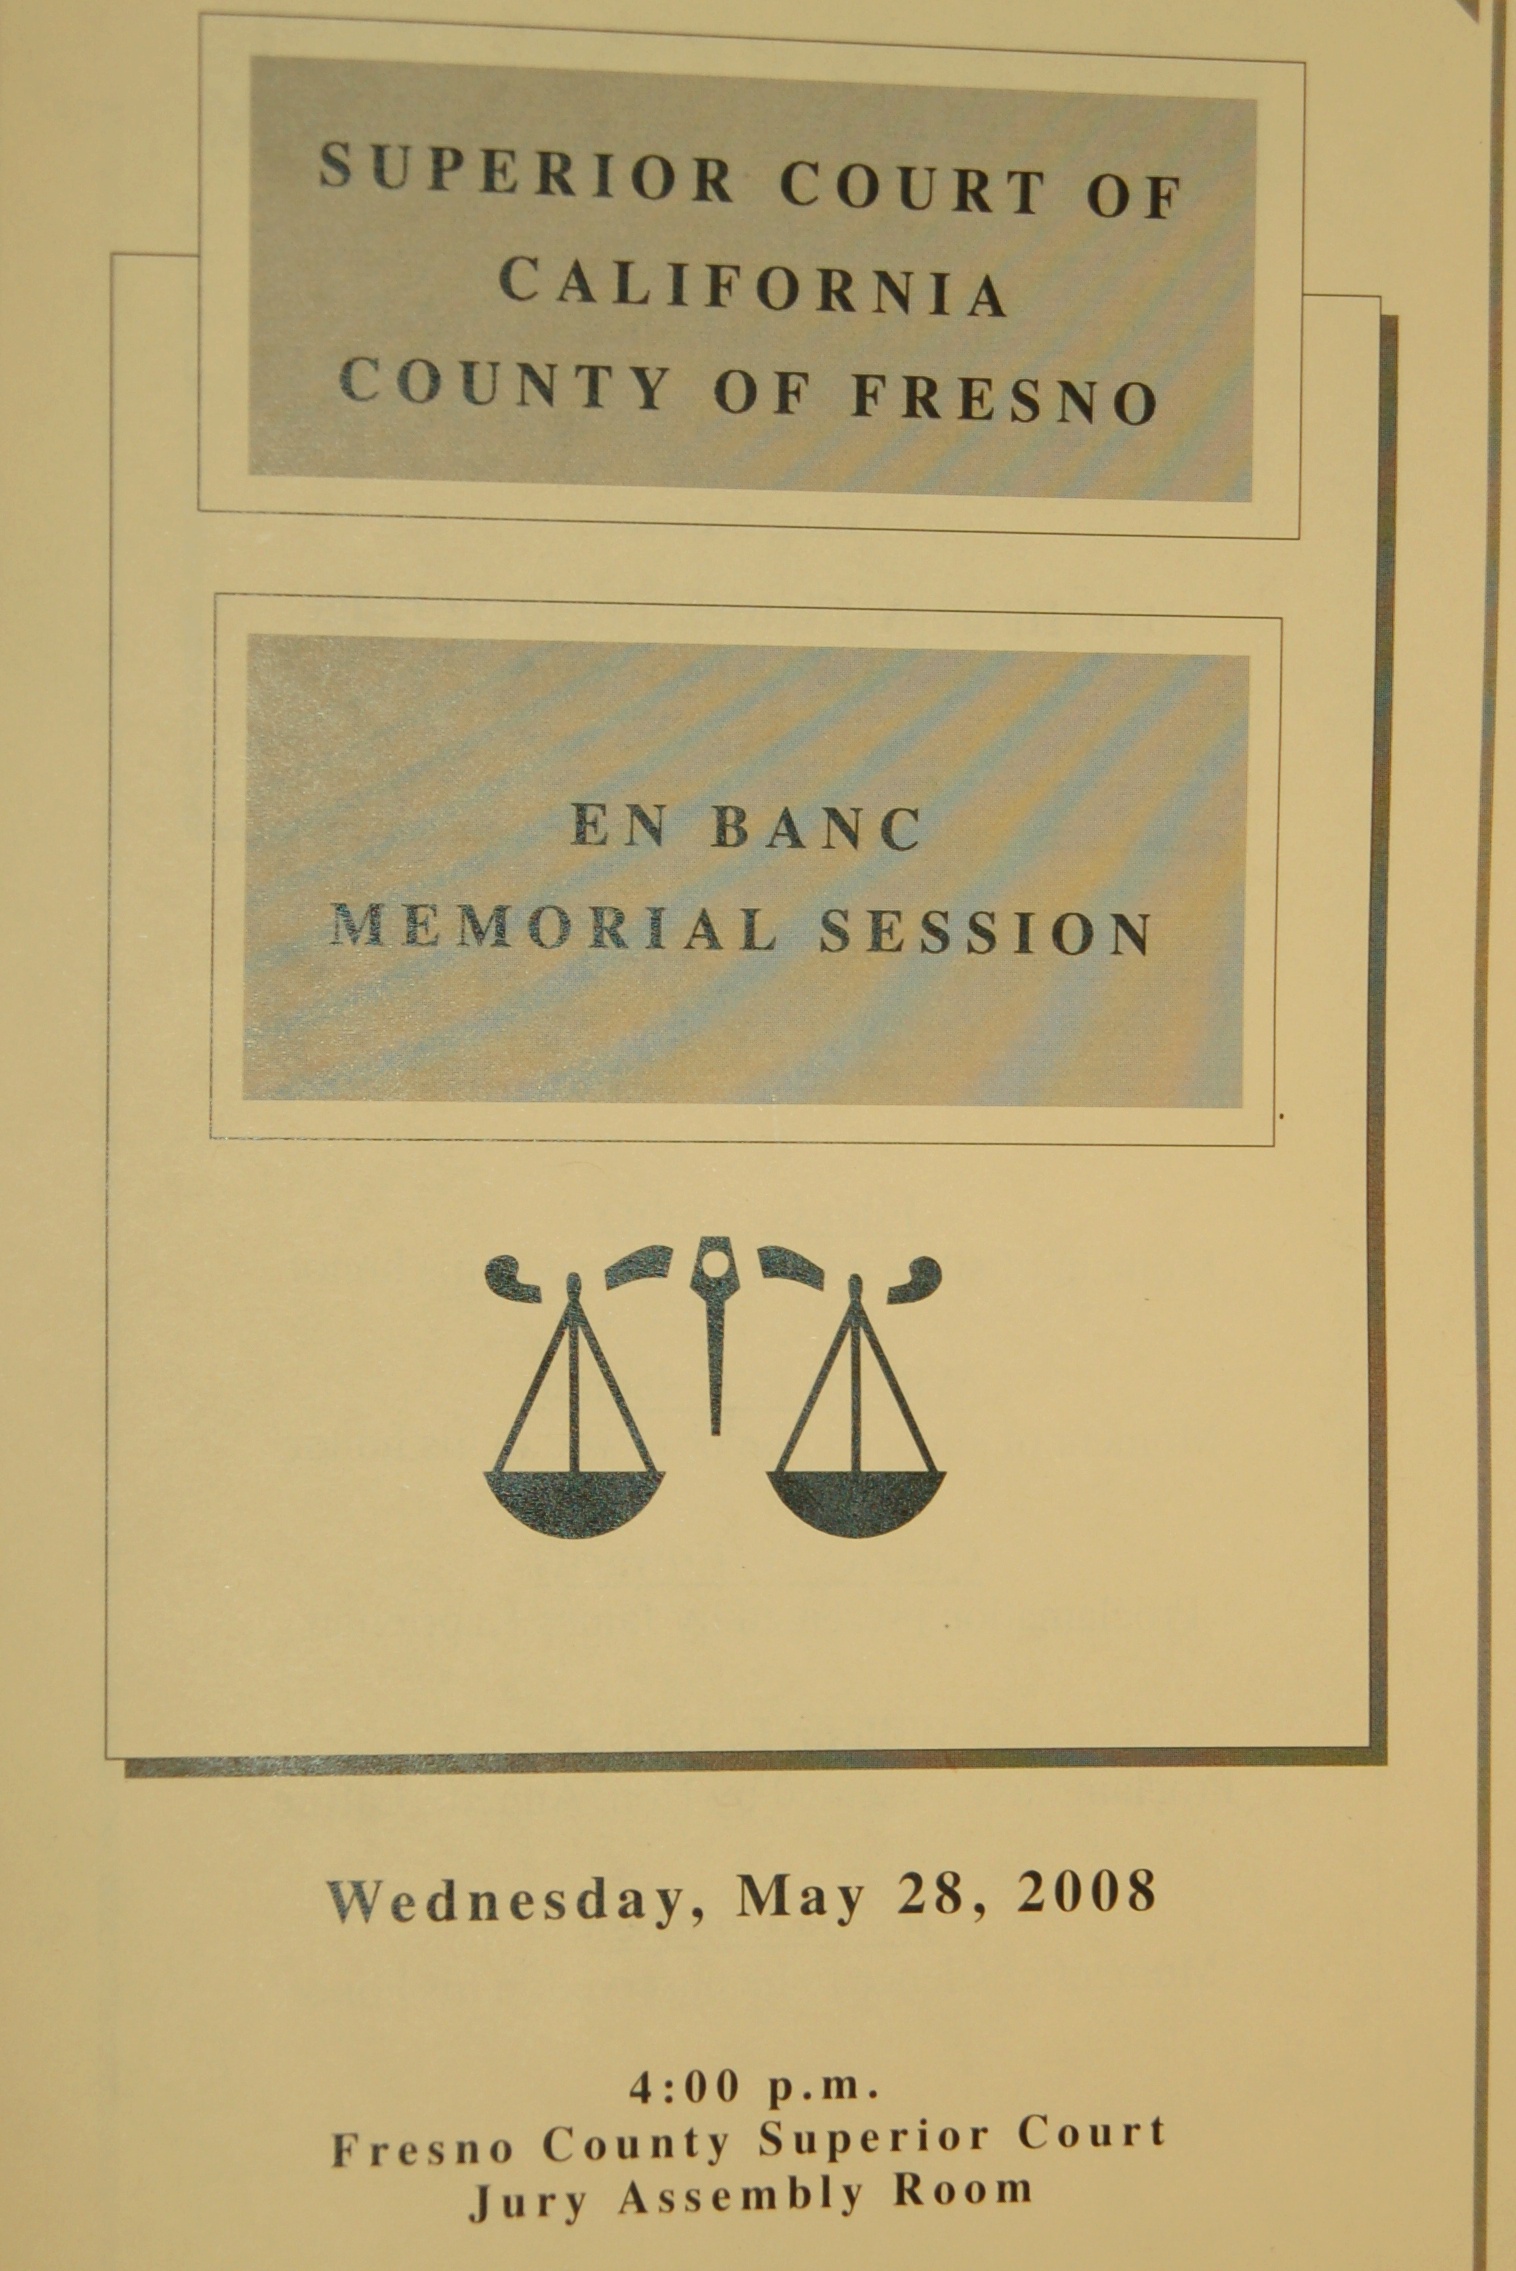 SUPERIOR COURT OF
CALIFORNIA
COUNTY OF FRESNO
EN BANC
MEMORIAL SESSION
Wednesday, May 28, 2008
4:00 p.m.
Fresno County Superior Court
Jury Assembly Room